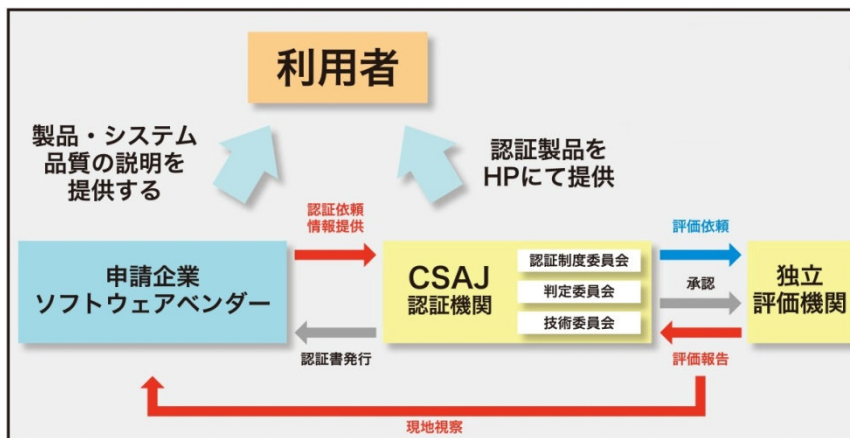 利用者
製品・システム
品質の説明を
提供する
認証製品を
HPにて提供
認証依頼
情報提供
評価依頼
申請企業
ソフトウェアベンダー
CSAJ
認証機関
認証制度委員会
判定委員会
技術委員会
承認
独立
評価機関
認証書発行
評価報告
現地視察